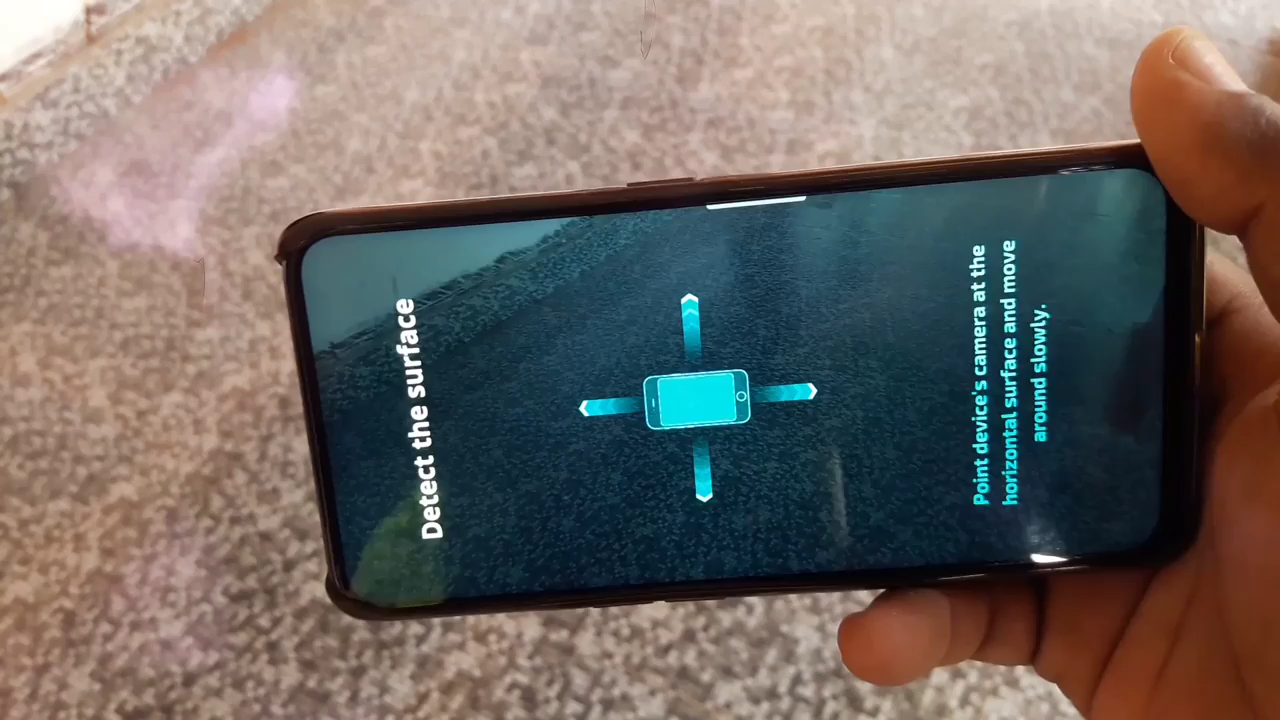 Detect the surface
Point device's camera at the
horizontal surface and move
around slowly.